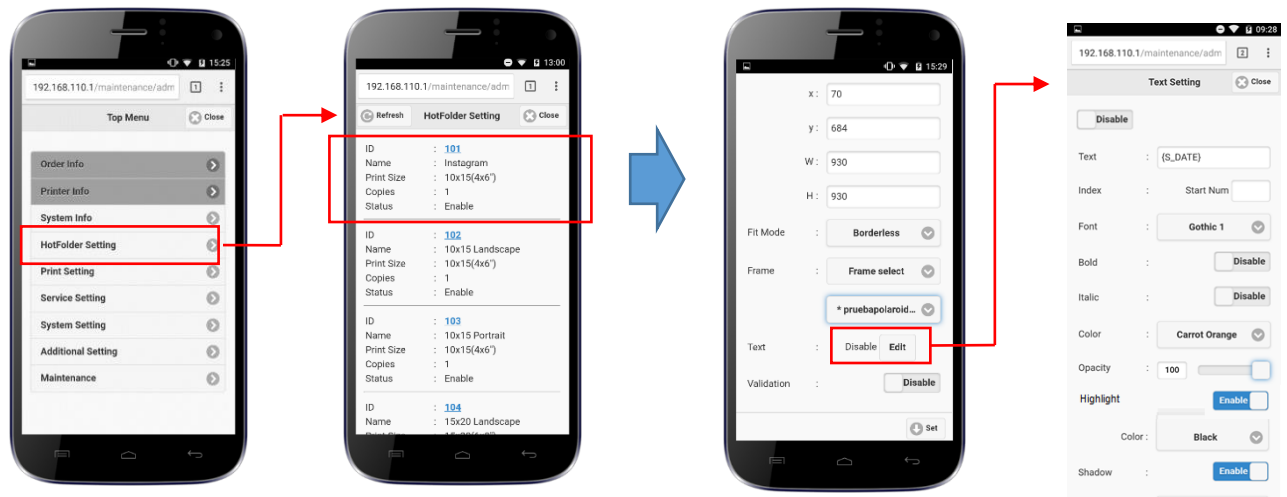 15:25
192.168.110.1/maintenance/adm 1
Top Menu Close
Order Info
Printer Info
System Info
HotFolder Setting
Print Setting
Service Setting
System Setting
Additional Setting
Maintenance
13:00
192.168.110.1/maintenance/adm 1
Refresh HotFolder Setting Close
ID : 101
Name : Instagram
Print Size : 10x15(4x6")
Copies : 1
Status : Enable
ID : 102
Name : 10x15 Landscape
Print Size : 10x15(4x6")
Copies : 1
Status : Enable
ID : 103
Name : 10x15 Portrait
Print Size : 10x15(4x6")
Copies : 1
Status : Enable
ID : 104
Name : 15x20 Landscape
15:29
x : 70
y : 684
W : 930
H : 930
Fit Mode : Borderless
Frame : Frame select
* pruebapolaroid...
Text : Disable Edit
Validation : Disable
Set
09:28
192.168.110.1/maintenance/adm 2
Text Setting Close
Disable
Text : {S_DATE}
Index : Start Num
Font : Gothic 1
Bold : Disable
Italic : Disable
Color : Carrot Orange
Opacity : 100
Highlight Enable
Color : Black
Shadow : Enable